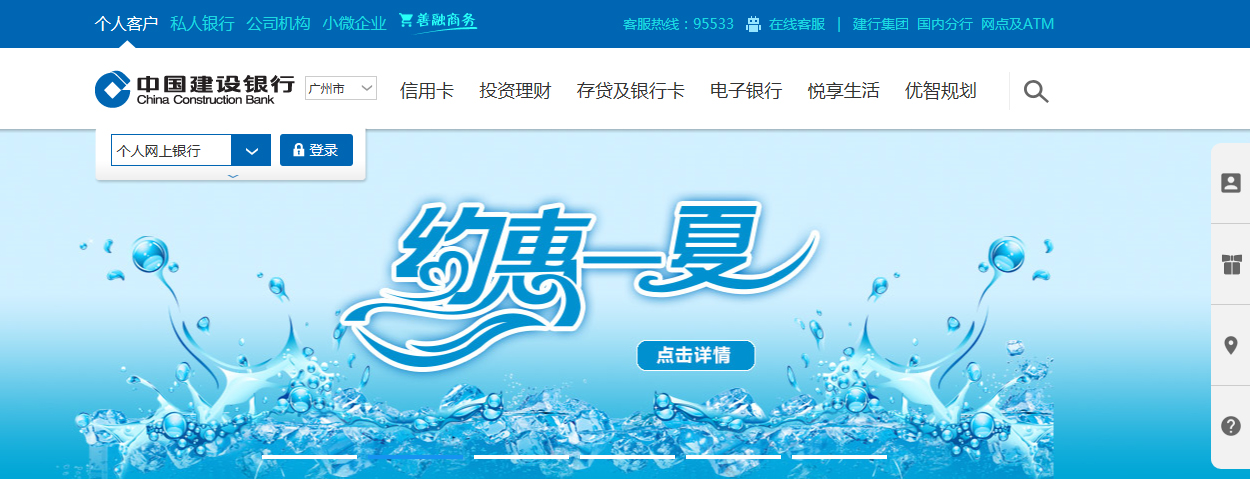 个人客户 私人银行 公司机构 小微企业 善融商务 客服热线：95533 在线客服 | 建行集团 国内分行 网点及ATM
中国建设银行
China Construction Bank
广州市 信用卡 投资理财 存贷及银行卡 电子银行 悦享生活 优智规划
个人网上银行 登录
约惠一夏
点击详情